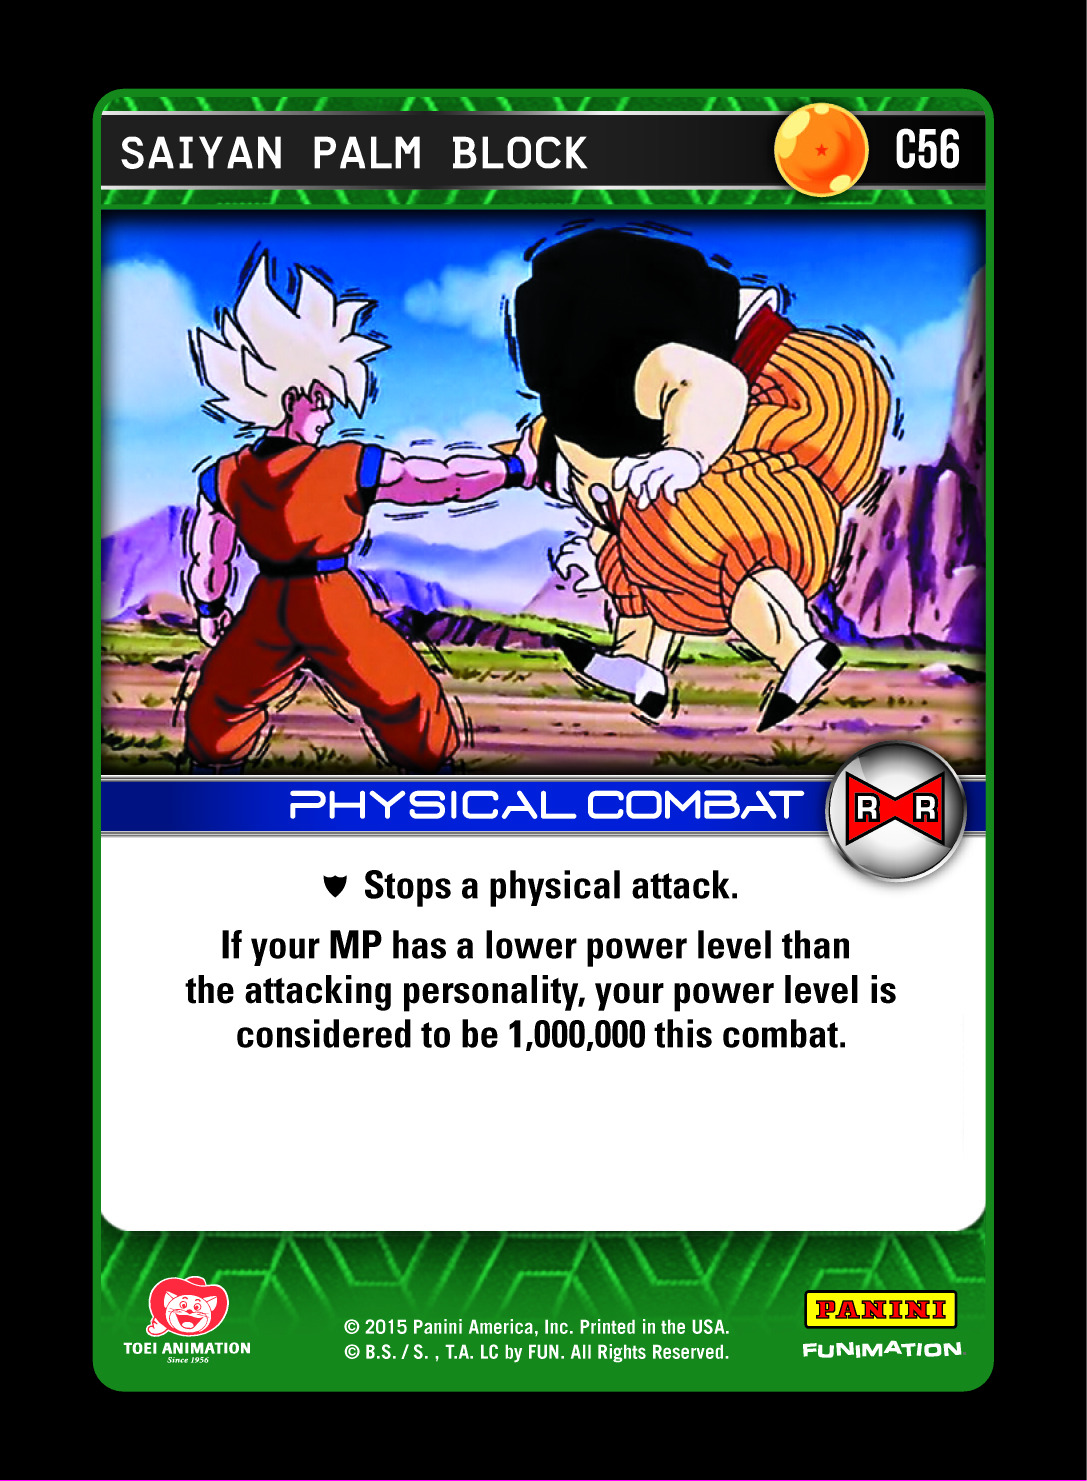 SAIYAN PALM BLOCK
C56
PHYSICAL COMBAT
R R
Stops a physical attack.
If your MP has a lower power level than
the attacking personality, your power level is
considered to be 1,000,000 this combat.
TOEI ANIMATION
Since 1956
© 2015 Panini America, Inc. Printed in the USA.
© B.S. / S. , T.A. LC by FUN. All Rights Reserved.
PANINI
FUNIMATION